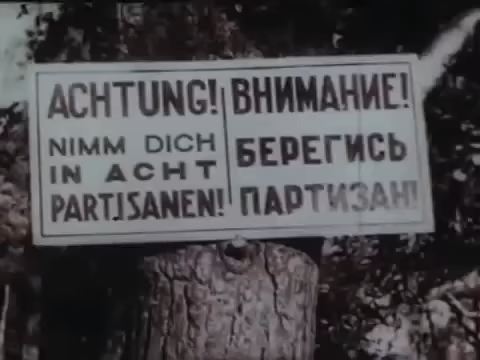 ACHTUNG!
NIMM DICH
IN ACHT
PARTISANEN!
ВНИМАНИЕ!
БЕРЕГИСЬ
ПАРТИЗАН!